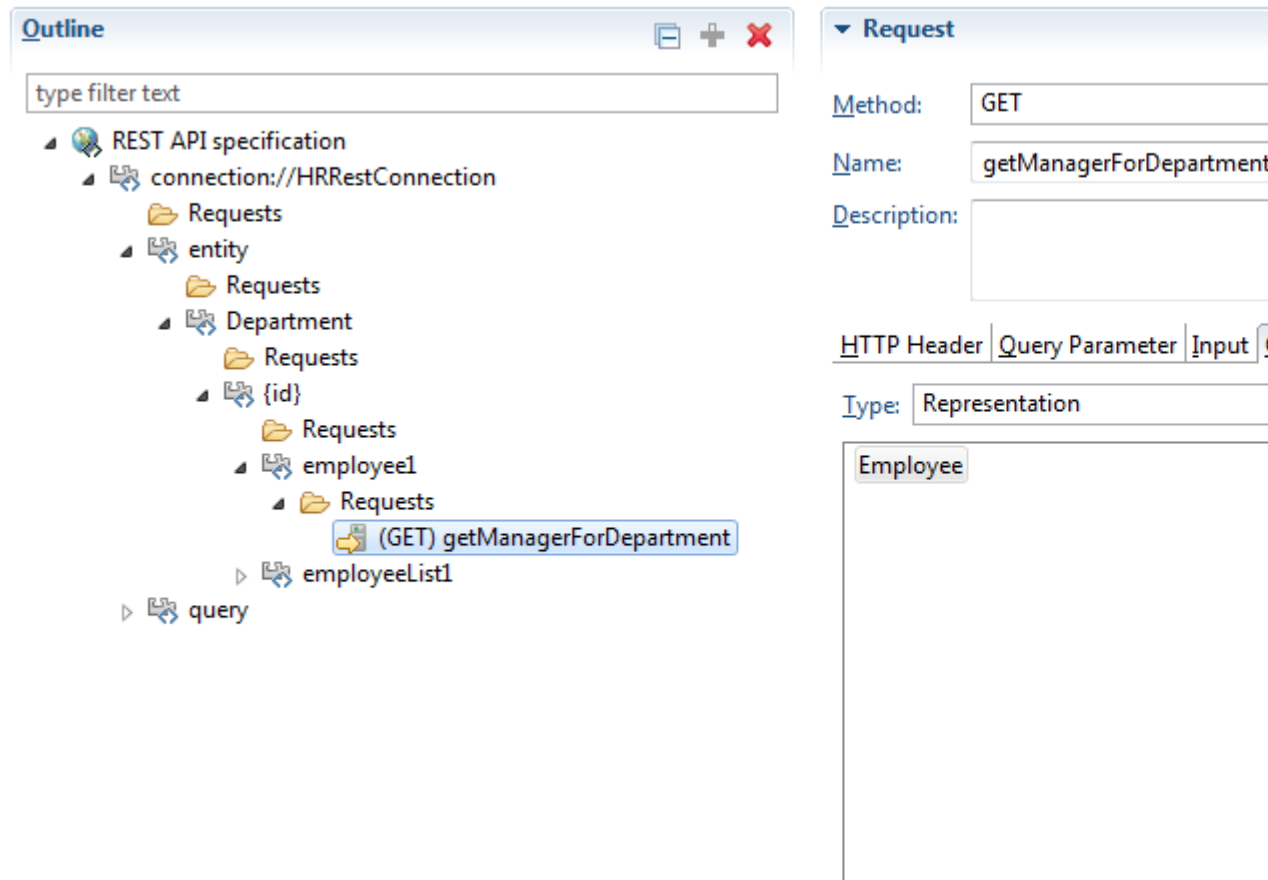 Outline
type filter text
REST API specification
connection://HRRestConnection
Requests
entity
Requests
Department
Requests
{id}
Requests
employee1
Requests
(GET) getManagerForDepartment
employeeList1
query
Request
Method: GET
Name: getManagerForDepartment
Description:
HTTP Header Query Parameter Input
Type: Representation
Employee